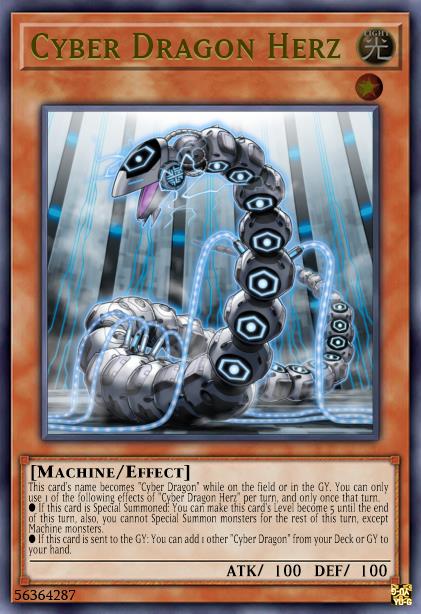 Cyber Dragon Herz
LIGHT
光
[Machine/Effect]
This card's name becomes "Cyber Dragon" while on the field or in the GY. You can only
use 1 of the following effects of "Cyber Dragon Herz" per turn, and only once that turn.
● If this card is Special Summoned: You can make this card's Level become 5 until the end
of this turn, also, you cannot Special Summon monsters for the rest of this turn, except
Machine monsters.
● If this card is sent to the GY: You can add 1 other "Cyber Dragon" from your Deck or GY to
your hand.
ATK/ 100 DEF/ 100
56364287